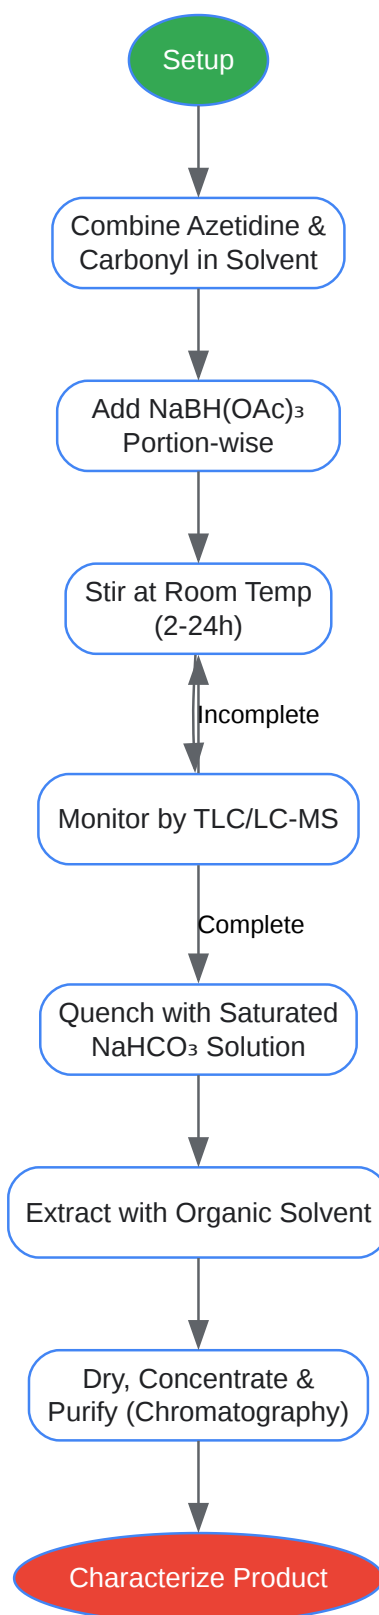 Setup
Combine Azetidine &
Carbonyl in Solvent
Add NaBH(OAc)₃
Portion-wise
Stir at Room Temp
(2-24h)
Incomplete
Monitor by TLC/LC-MS
Complete
Quench with Saturated
NaHCO₃ Solution
Extract with Organic Solvent
Dry, Concentrate &
Purify (Chromatography)
Characterize Product